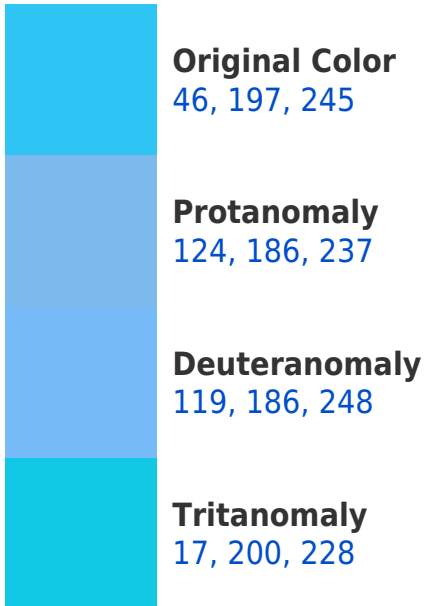 Original Color
46, 197, 245
Protanomaly
124, 186, 237
Deuteranomaly
119, 186, 248
Tritanomaly
17, 200, 228